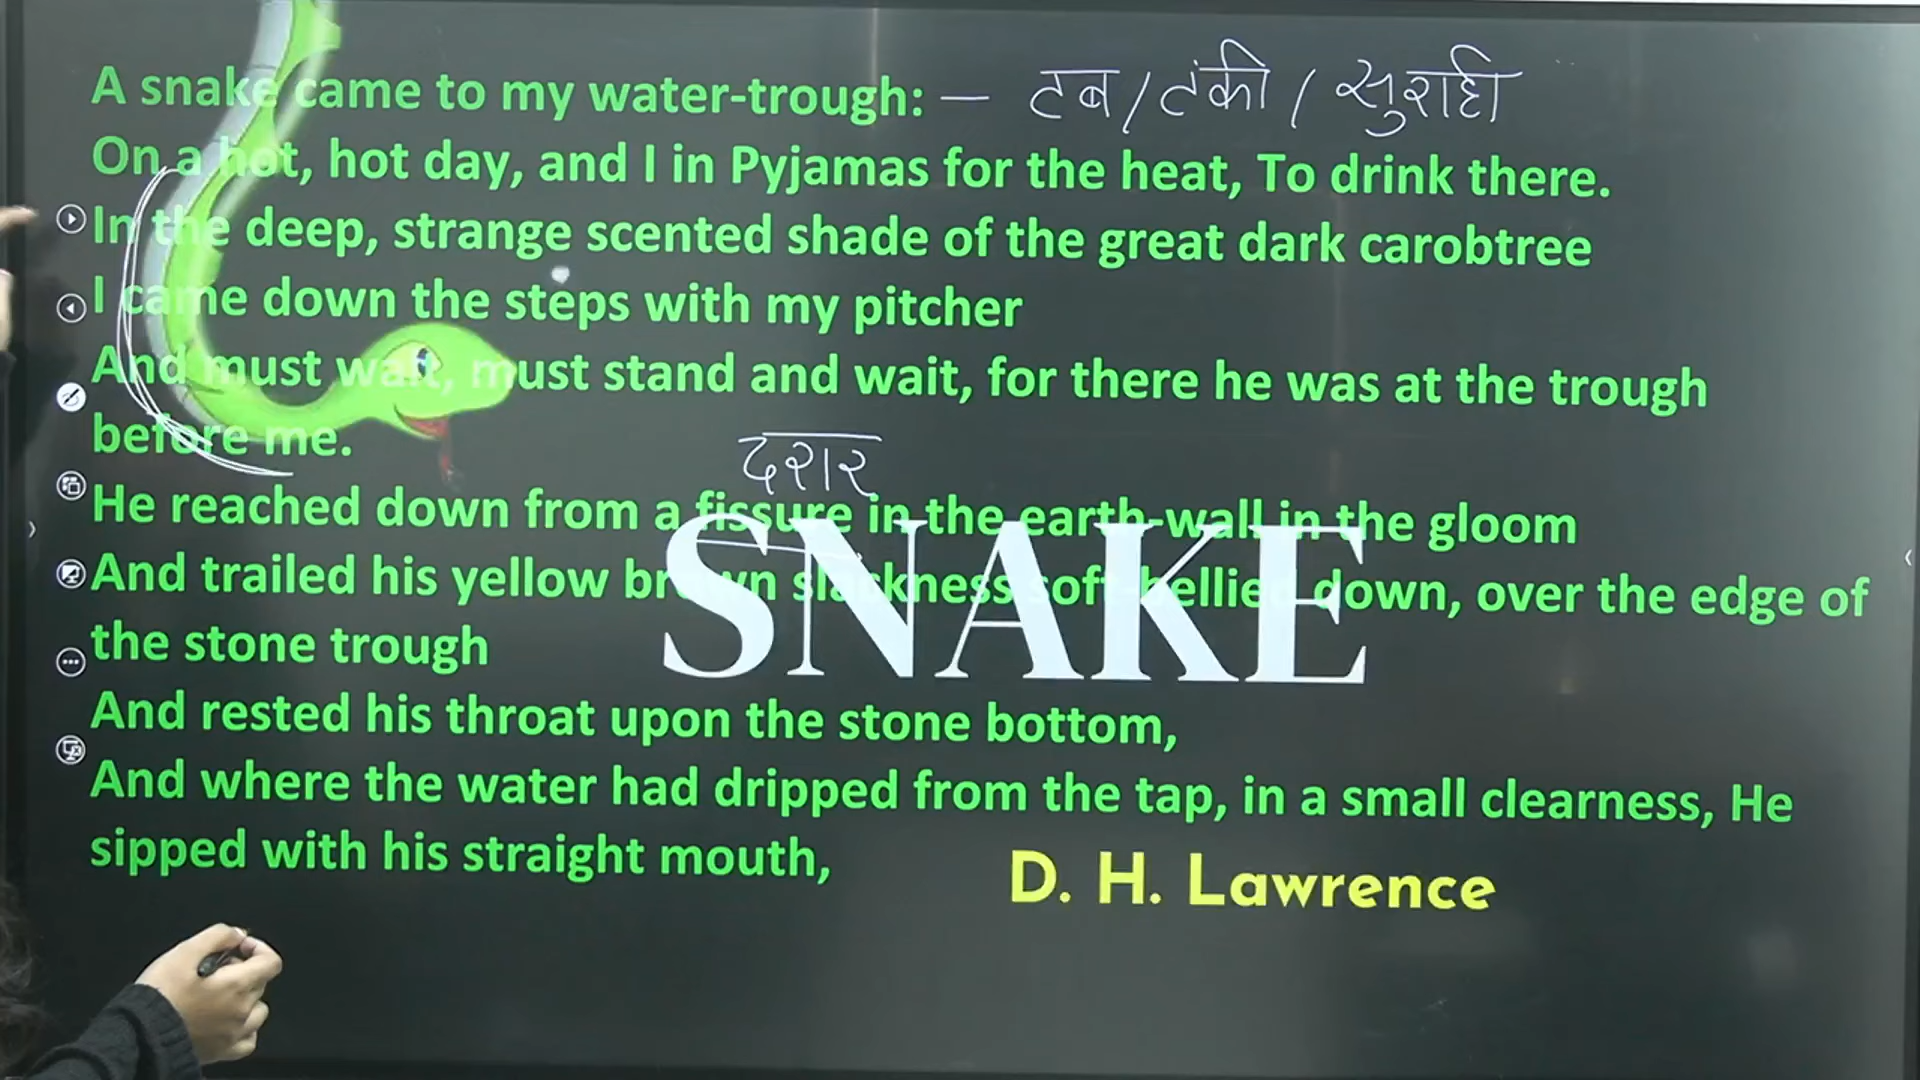 A snake came to my water-trough: – टब / टंकी / सुराही
On a hot, hot day, and I in Pyjamas for the heat, To drink there.
In the deep, strange scented shade of the great dark carobtree
I came down the steps with my pitcher
And must wait, must stand and wait, for there he was at the trough
before me.
दरार
He reached down from a fissure in the earth-wall in the gloom
And trailed his yellow brown slackness soft-bellied down, over the edge of
the stone trough
SNAKE
And rested his throat upon the stone bottom,
And where the water had dripped from the tap, in a small clearness, He
sipped with his straight mouth,
D. H. Lawrence